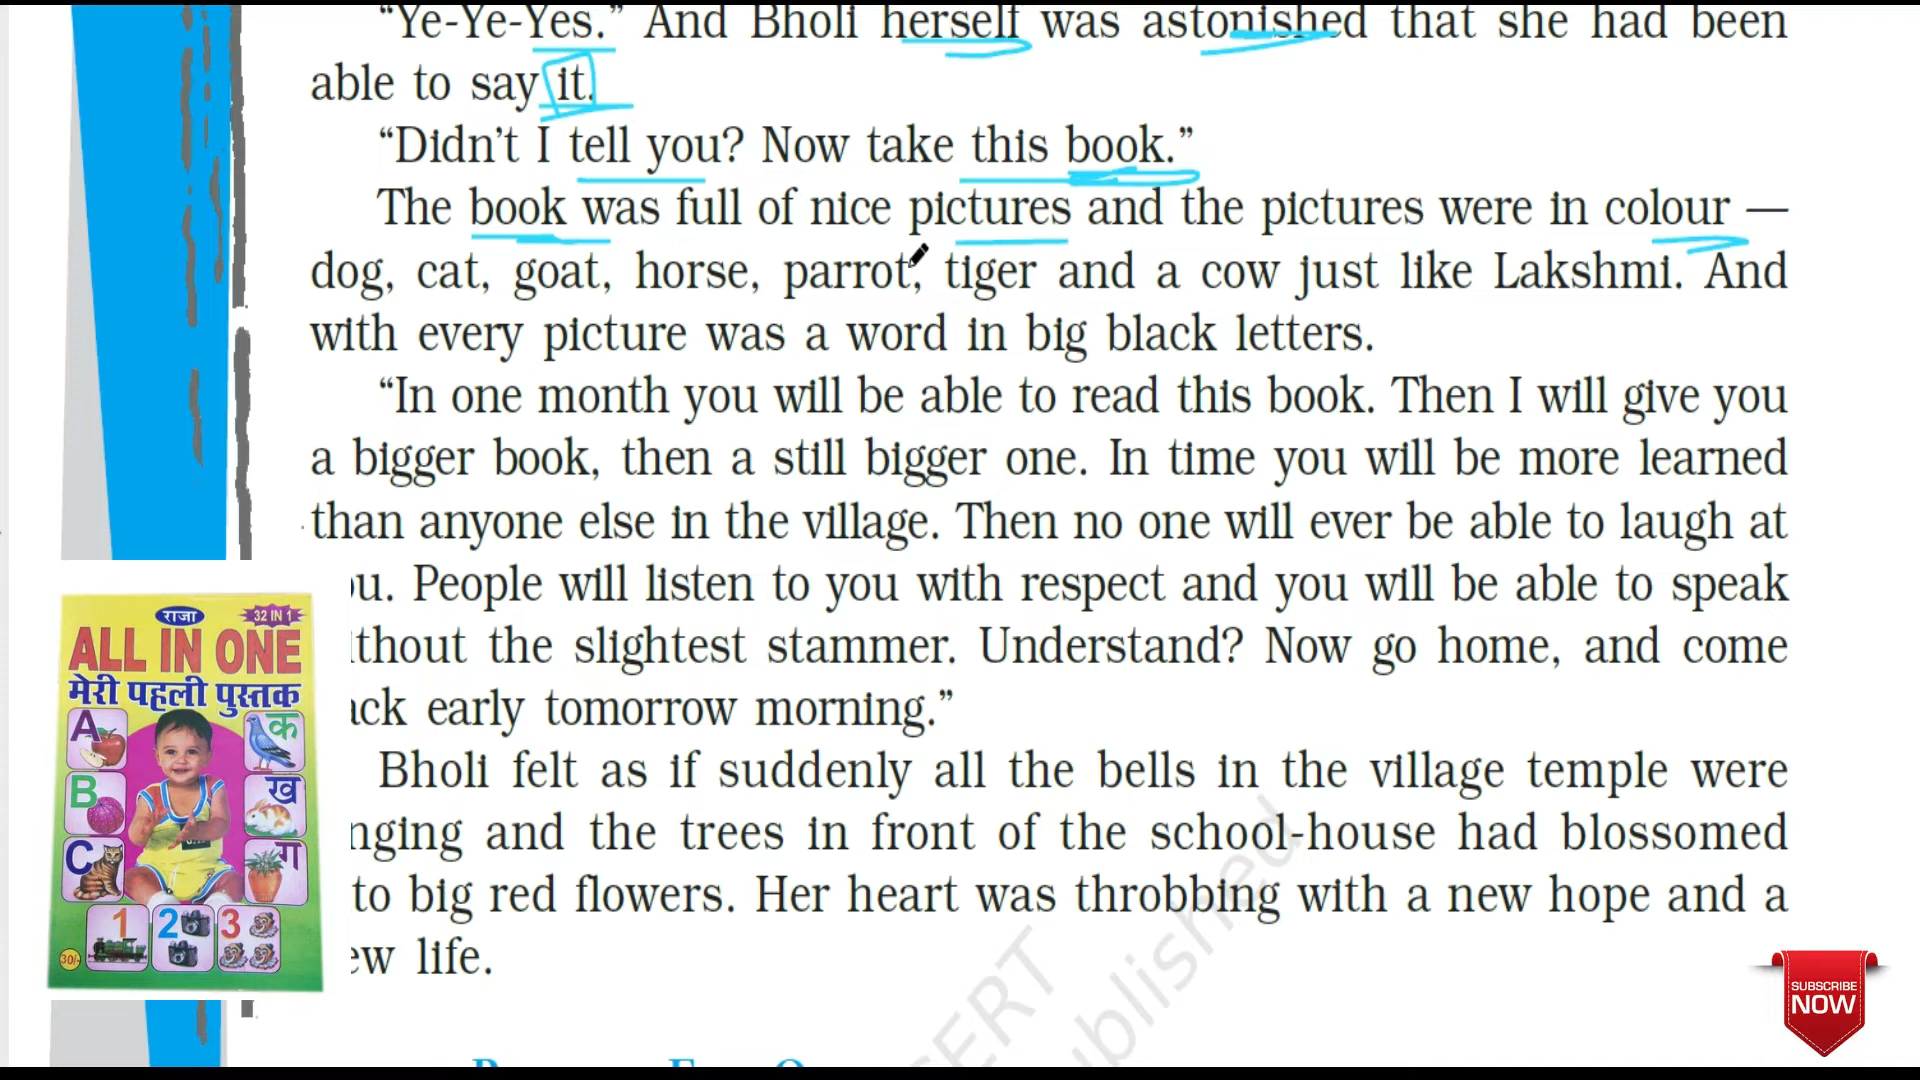 “Ye-Ye-Yes.” And Bholi herself was astonished that she had been
able to say it.
“Didn’t I tell you? Now take this book.”
The book was full of nice pictures and the pictures were in colour —
dog, cat, goat, horse, parrot, tiger and a cow just like Lakshmi. And
with every picture was a word in big black letters.
“In one month you will be able to read this book. Then I will give you
a bigger book, then a still bigger one. In time you will be more learned
than anyone else in the village. Then no one will ever be able to laugh at
ou. People will listen to you with respect and you will be able to speak
thout the slightest stammer. Understand? Now go home, and come
ack early tomorrow morning.”
Bholi felt as if suddenly all the bells in the village temple were
nging and the trees in front of the school-house had blossomed
to big red flowers. Her heart was throbbing with a new hope and a
ew life.
राजा
32 IN 1
ALL IN ONE
मेरी पहली पुस्तक
A
क
B
ख
C
ग
1 2 3
30/-
SUBSCRIBE
NOW